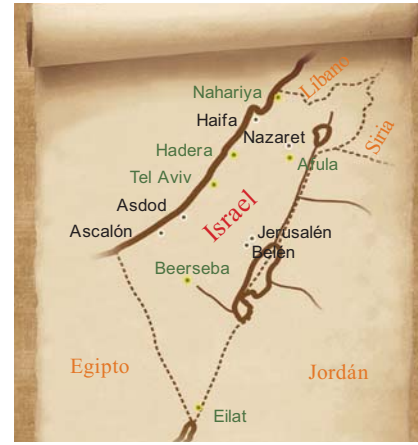 Líbano
Nahariya
Haifa
Siria
Nazaret
Hadera
Afula
Tel Aviv
Asdod
Israel
Ascalón
Jerusalén
Belén
Beerseba
Egipto
Jordán
Eilat